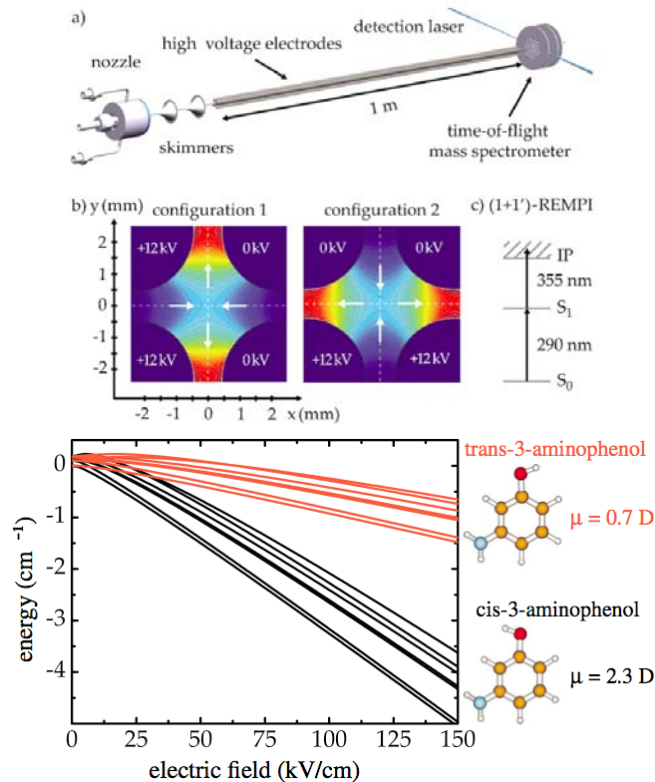 a)
detection laser
high voltage electrodes
nozzle
1 m
skimmers
time-of-flight
mass spectrometer
b) y(mm) configuration 1 configuration 2 c) (1+1')-REMPI
2
1
0
-1
-2
+12kV 0kV
+12kV 0kV
0kV 0kV
+12kV +12kV
-2 -1 0 1 2 x(mm)
IP
355 nm
S1
290 nm
S0
trans-3-aminophenol
μ = 0.7 D
cis-3-aminophenol
μ = 2.3 D
energy (cm -1)
0
-1
-2
-3
-4
0 25 50 75 100 125 150
electric field (kV/cm)